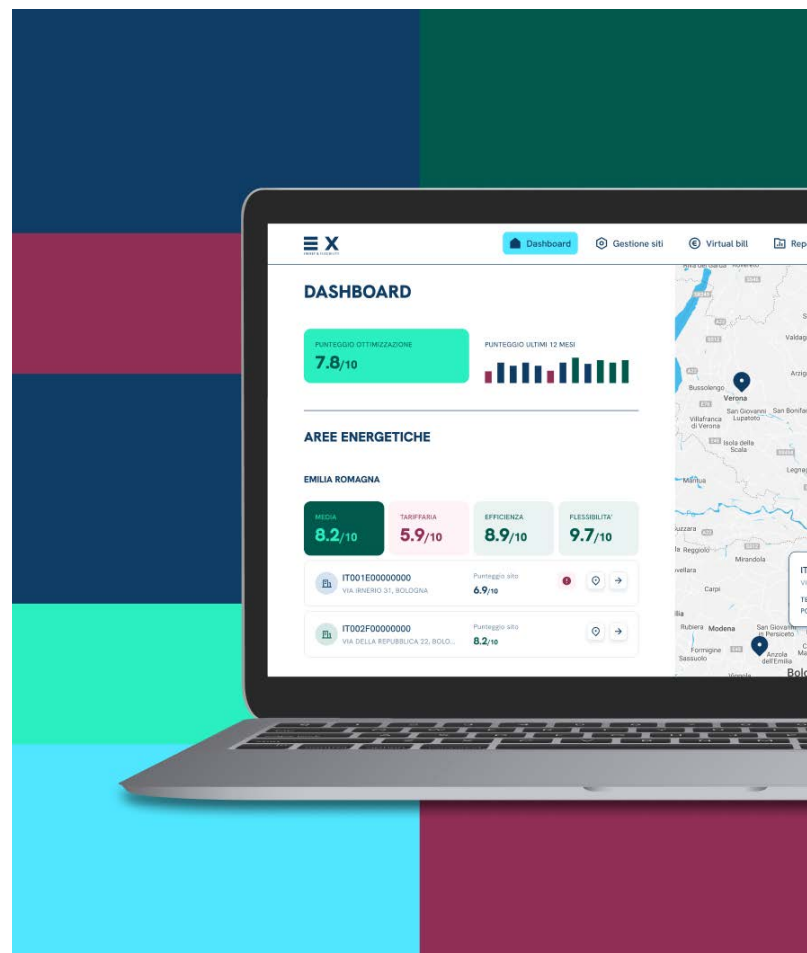 EX
Dashboard
Gestione siti
Virtual bill
DASHBOARD
PUNTEGGIO OTTIMIZZAZIONE
7.8/10
PUNTEGGIO ULTIMI 12 MESI
AREE ENERGETICHE
EMILIA ROMAGNA
MEDIA
8.2/10
TARIFFARIA
5.9/10
EFFICIENZA
8.9/10
FLESSIBILITA'
9.7/10
IT001E00000000
VIA IRNERIO 31, BOLOGNA
Punteggio sito
6.9/10
IT002F00000000
VIA DELLA REPUBBLICA 22, BOLO...
Punteggio sito
8.2/10
Bussolengo
Verona
San Giovanni
Lupatoto
Villafranca
di Verona
Isola della
Scala
Mantua
Mirandola
Carpi
Rubiera
Modena
San Giovanni
in Persiceto
Formigine
Sassuolo
Anzola
dell'Emilia